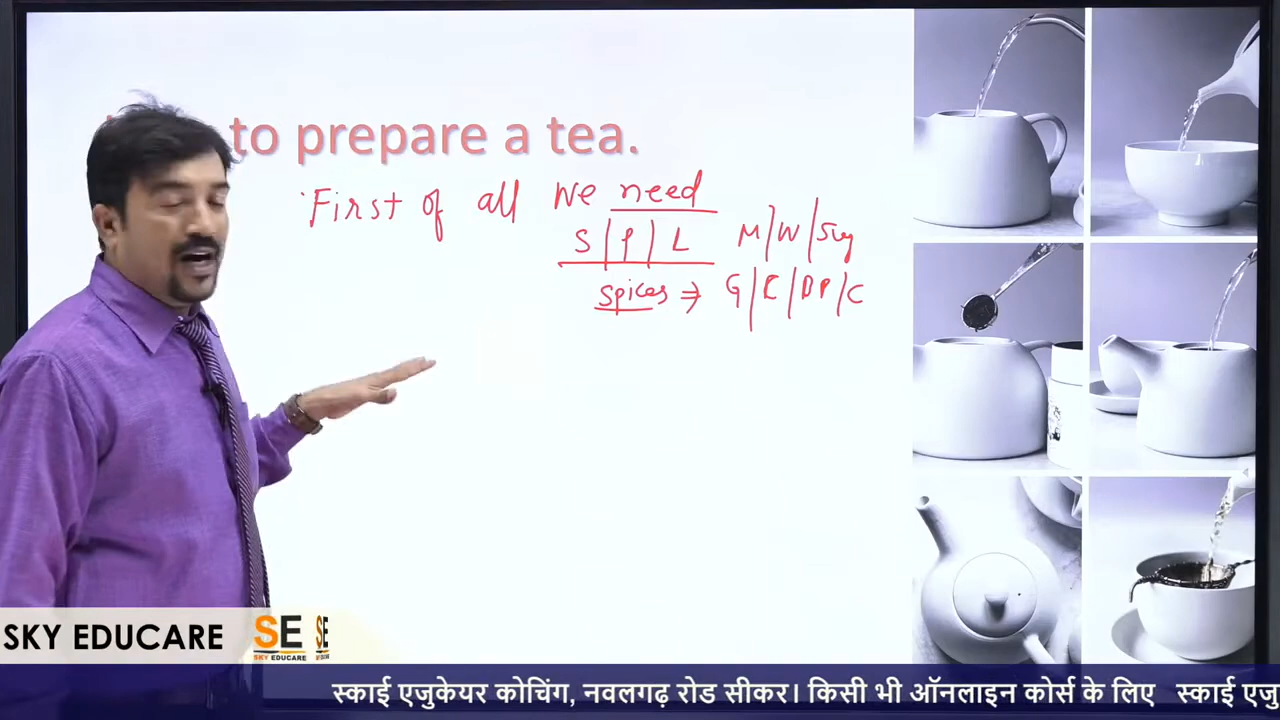 to prepare a tea.
First of all we need
S | P | L M | W | Sug
Spices ⇒ G | C | D P | C
SKY EDUCARE
SE
SKY EDUCARE
SE
स्काई एजुकेयर कोचिंग, नवलगढ़ रोड सीकर। किसी भी ऑनलाइन कोर्स के लिए स्काई एजु